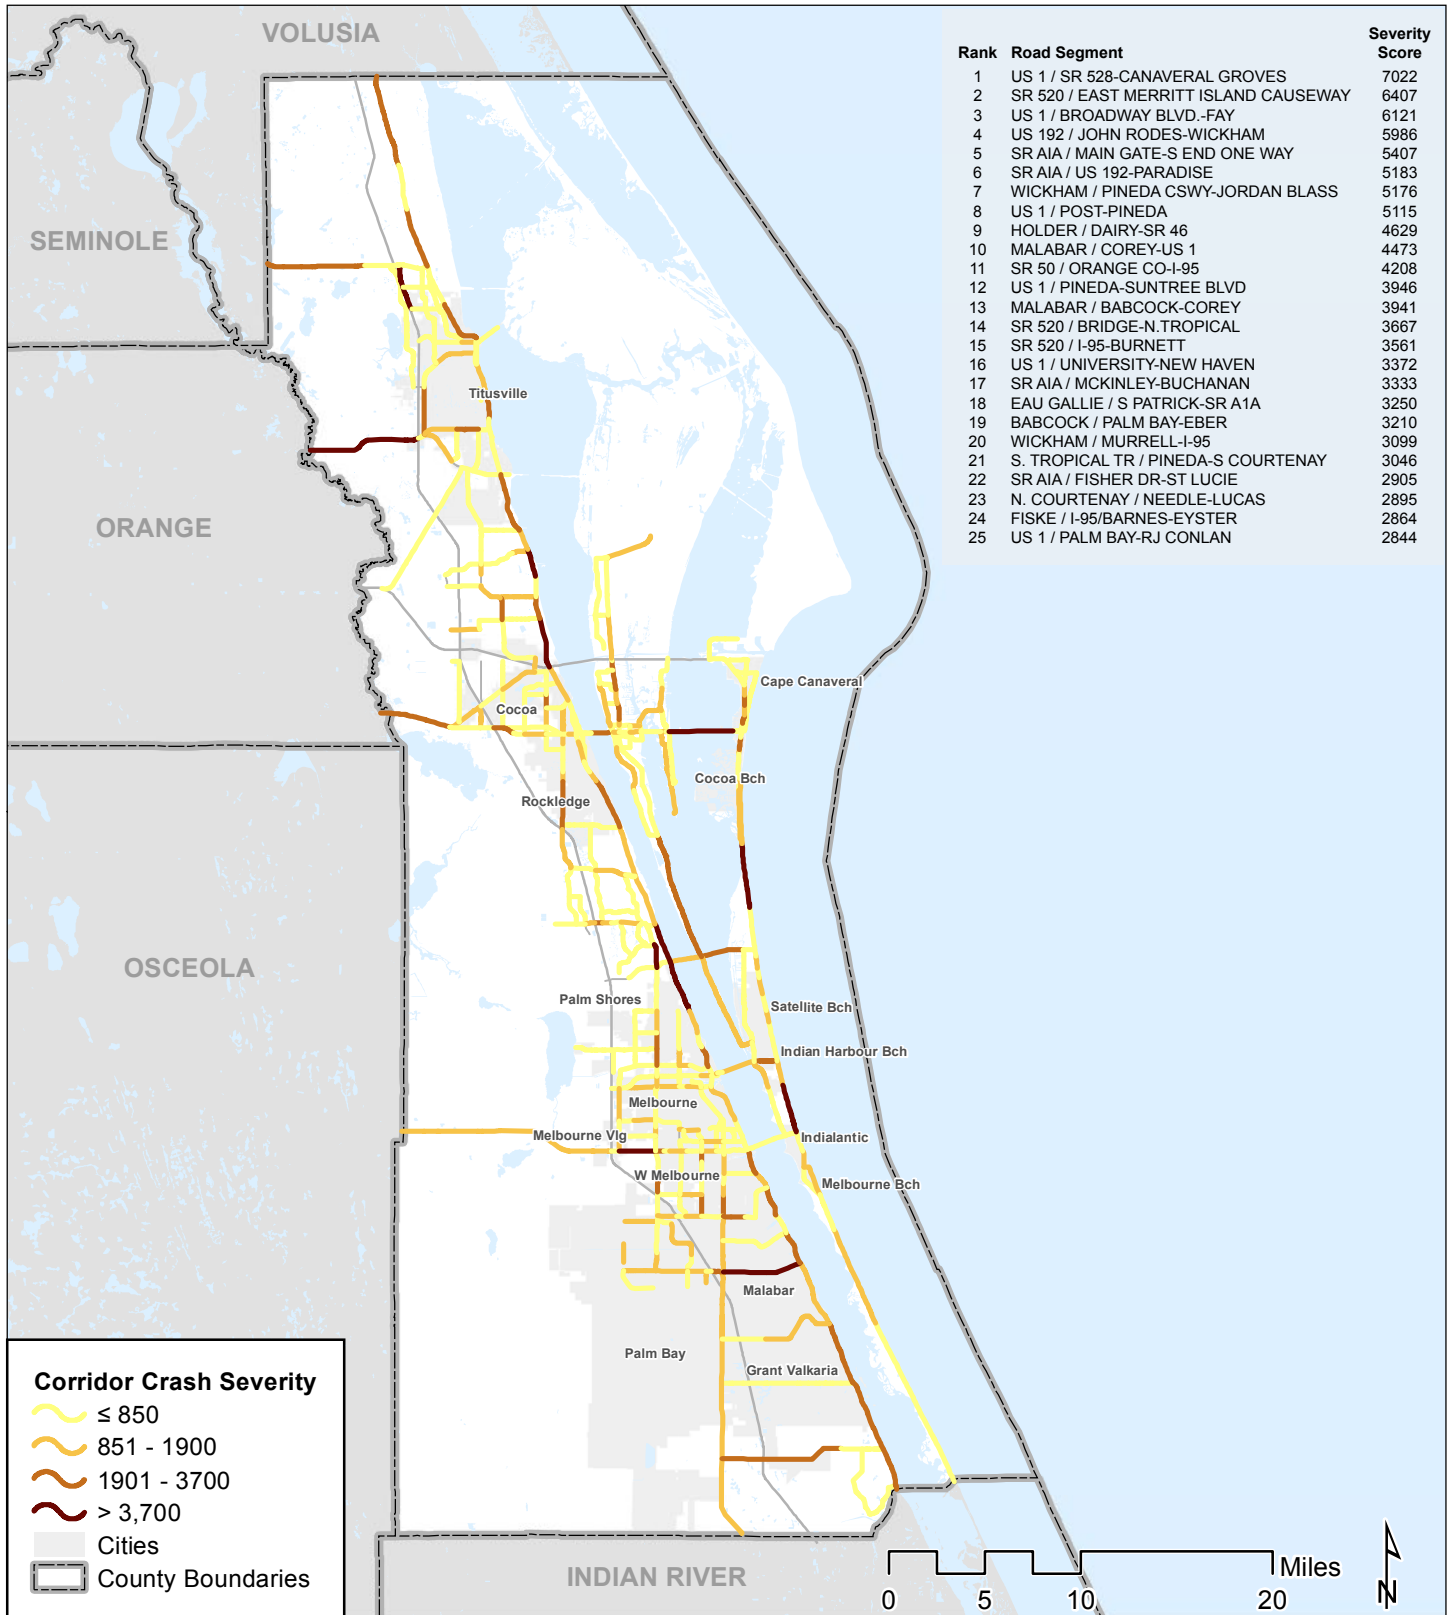 VOLUSIA
SEMINOLE
ORANGE
OSCEOLA
INDIAN RIVER
Severity
Rank Road Segment Score
1 US 1 / SR 528-CANAVERAL GROVES 7022
2 SR 520 / EAST MERRITT ISLAND CAUSEWAY 6407
3 US 1 / BROADWAY BLVD.-FAY 6121
4 US 192 / JOHN RODES-WICKHAM 5986
5 SR AIA / MAIN GATE-S END ONE WAY 5407
6 SR AIA / US 192-PARADISE 5183
7 WICKHAM / PINEDA CSWY-JORDAN BLASS 5176
8 US 1 / POST-PINEDA 5115
9 HOLDER / DAIRY-SR 46 4629
10 MALABAR / COREY-US 1 4473
11 SR 50 / ORANGE CO-I-95 4208
12 US 1 / PINEDA-SUNTREE BLVD 3946
13 MALABAR / BABCOCK-COREY 3941
14 SR 520 / BRIDGE-N.TROPICAL 3667
15 SR 520 / I-95-BURNETT 3561
16 US 1 / UNIVERSITY-NEW HAVEN 3372
17 SR AIA / MCKINLEY-BUCHANAN 3333
18 EAU GALLIE / S PATRICK-SR A1A 3250
19 BABCOCK / PALM BAY-EBER 3210
20 WICKHAM / MURRELL-I-95 3099
21 S. TROPICAL TR / PINEDA-S COURTENAY 3046
22 SR AIA / FISHER DR-ST LUCIE 2905
23 N. COURTENAY / NEEDLE-LUCAS 2895
24 FISKE / I-95/BARNES-EYSTER 2864
25 US 1 / PALM BAY-RJ CONLAN 2844
Titusville
Cape Canaveral
Cocoa
Cocoa Bch
Rockledge
Palm Shores
Satellite Bch
Indian Harbour Bch
Melbourne
Melbourne Vlg
Indialantic
W Melbourne
Melbourne Bch
Malabar
Palm Bay
Grant Valkaria
Corridor Crash Severity
≤ 850
851 - 1900
1901 - 3700
> 3,700
Cities
County Boundaries
Miles
0 5 10 20
N